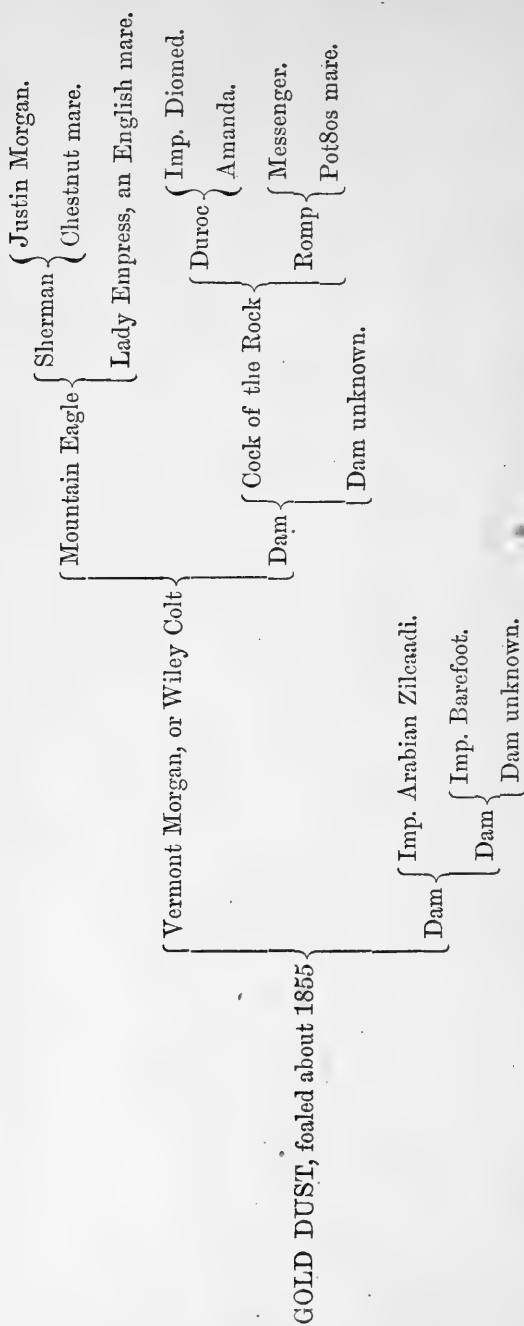 GOLD DUST, foaled about 1855
Vermont Morgan, or Wiley Colt
Mountain Eagle
Sherman
Justin Morgan.
Chestnut mare.
Lady Empress, an English mare.
Dam
Cock of the Rock
Duroc
Imp. Diomed.
Amanda.
Romp
Messenger.
Pot8os mare.
Dam unknown.
Dam
Imp. Arabian Zilcaadi.
Dam
Imp. Barefoot.
Dam unknown.